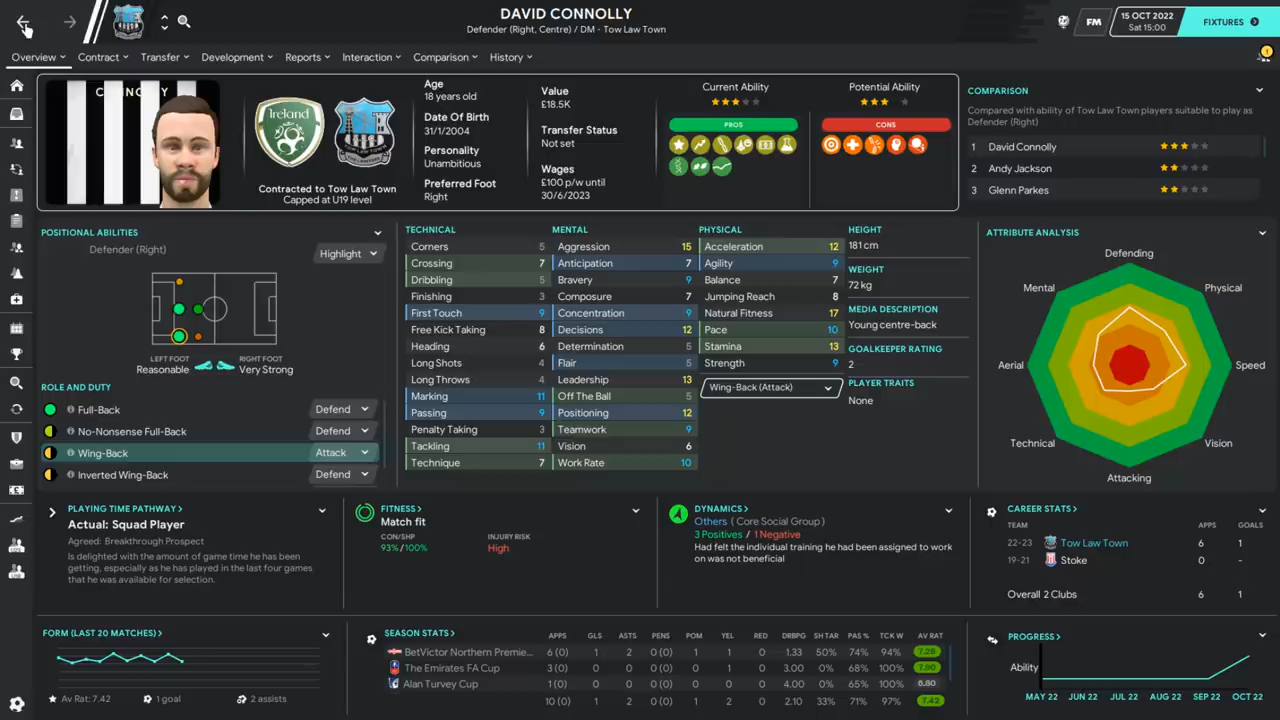 DAVID CONNOLLY
Defender (Right, Centre) / DM - Tow Law Town
FM
15 OCT 2022
Sat 15:00
FIXTURES
Overview
Contract
Transfer
Development
Reports
Interaction
Comparison
History
1
Ireland
Contracted to Tow Law Town
Capped at U19 level
Age
18 years old
Date Of Birth
31/1/2004
Personality
Unambitious
Preferred Foot
Right
Value
£18.5K
Transfer Status
Not set
Wages
£100 p/w until
30/6/2023
Current Ability
PROS
Potential Ability
CONS
COMPARISON
Compared with ability of Tow Law Town players suitable to play as
Defender (Right)
1 David Connolly
2 Andy Jackson
3 Glenn Parkes
POSITIONAL ABILITIES
Defender (Right)
Highlight
LEFT FOOT
Reasonable
RIGHT FOOT
Very Strong
ROLE AND DUTY
Full-Back Defend
No-Nonsense Full-Back Defend
Wing-Back Attack
Inverted Wing-Back Defend
TECHNICAL
Corners 5
Crossing 7
Dribbling 5
Finishing 3
First Touch 9
Free Kick Taking 8
Heading 6
Long Shots 4
Long Throws 4
Marking 11
Passing 9
Penalty Taking 3
Tackling 11
Technique 7
MENTAL
Aggression 15
Anticipation 7
Bravery 9
Composure 7
Concentration 9
Decisions 12
Determination 5
Flair 5
Leadership 13
Off The Ball 5
Positioning 12
Teamwork 9
Vision 6
Work Rate 10
PHYSICAL
Acceleration 12
Agility 9
Balance 7
Jumping Reach 8
Natural Fitness 17
Pace 10
Stamina 13
Strength 9
Wing-Back (Attack)
HEIGHT
181 cm
WEIGHT
72 kg
MEDIA DESCRIPTION
Young centre-back
GOALKEEPER RATING
2
PLAYER TRAITS
None
ATTRIBUTE ANALYSIS
Defending
Physical
Speed
Vision
Attacking
Technical
Aerial
Mental
PLAYING TIME PATHWAY >
Actual: Squad Player
Agreed: Breakthrough Prospect
Is delighted with the amount of game time he has been
getting, especially as he has played in the last four games
that he was available for selection.
FITNESS >
Match fit
CON/SHP
93%/100%
INJURY RISK
High
DYNAMICS >
Others ( Core Social Group )
3 Positives / 1 Negative
Had felt the individual training he had been assigned to work
on was not beneficial
CAREER STATS >
TEAM APPS GOALS
22-23 Tow Law Town 6 1
19-21 Stoke 0 -
Overall 2 Clubs 6 1
FORM (LAST 20 MATCHES) >
Av Rat: 7.42
1 goal
2 assists
SEASON STATS > APPS GLS ASTS PENS POM YEL RED DRBPG SH TAR PAS % TCK W AV RAT
BetVictor Northern Premie... 6 (0) 1 2 0 (0) 1 1 0 1.33 50% 74% 94% 7.28
The Emirates FA Cup 3 (0) 0 0 0 (0) 0 1 0 3.00 0% 68% 100% 7.90
Alan Turvey Cup 1 (0) 0 0 0 (0) 0 0 0 4.00 0% 65% 100% 6.80
10 (0) 1 2 0 (0) 1 2 0 2.10 33% 71% 97% 7.42
PROGRESS >
Ability
MAY 22 JUN 22 JUL 22 AUG 22 SEP 22 OCT 22